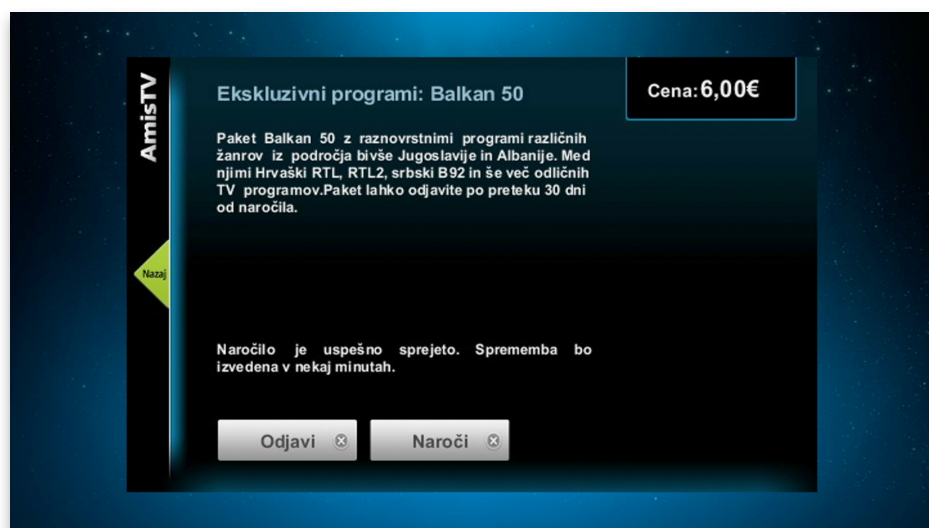 AmisTV
Ekskluzivni programi: Balkan 50
Cena:6,00€
Paket Balkan 50 z raznovrstnimi programi različnih
žanrov iz področja bivše Jugoslavije in Albanije. Med
njimi Hrvaški RTL, RTL2, srbski B92 in še več odličnih
TV programov.Paket lahko odjavite po preteku 30 dni
od naročila.
Nazaj
Naročilo je uspešno sprejeto. Sprememba bo
izvedena v nekaj minutah.
Odjavi
Naroči